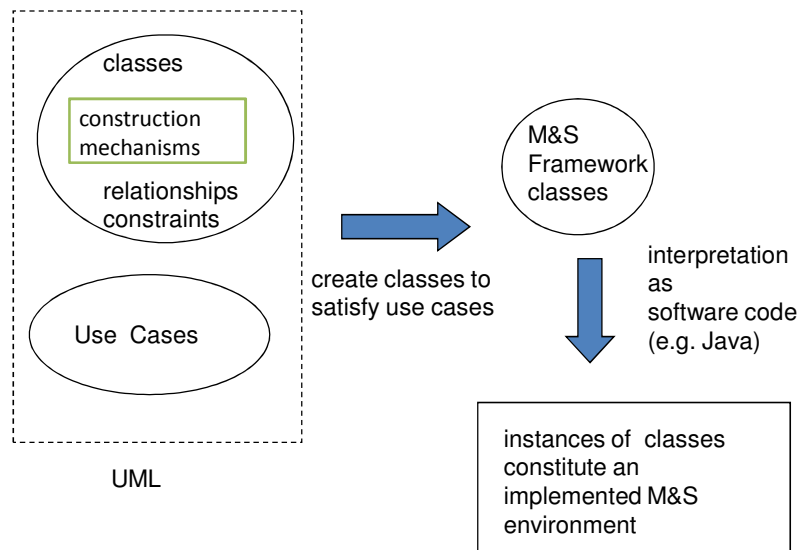 classes
construction
mechanisms
relationships
constraints
Use Cases
UML
create classes to
satisfy use cases
M&S
Framework
classes
interpretation
as
software code
(e.g. Java)
instances of classes
constitute an
implemented M&S
environment